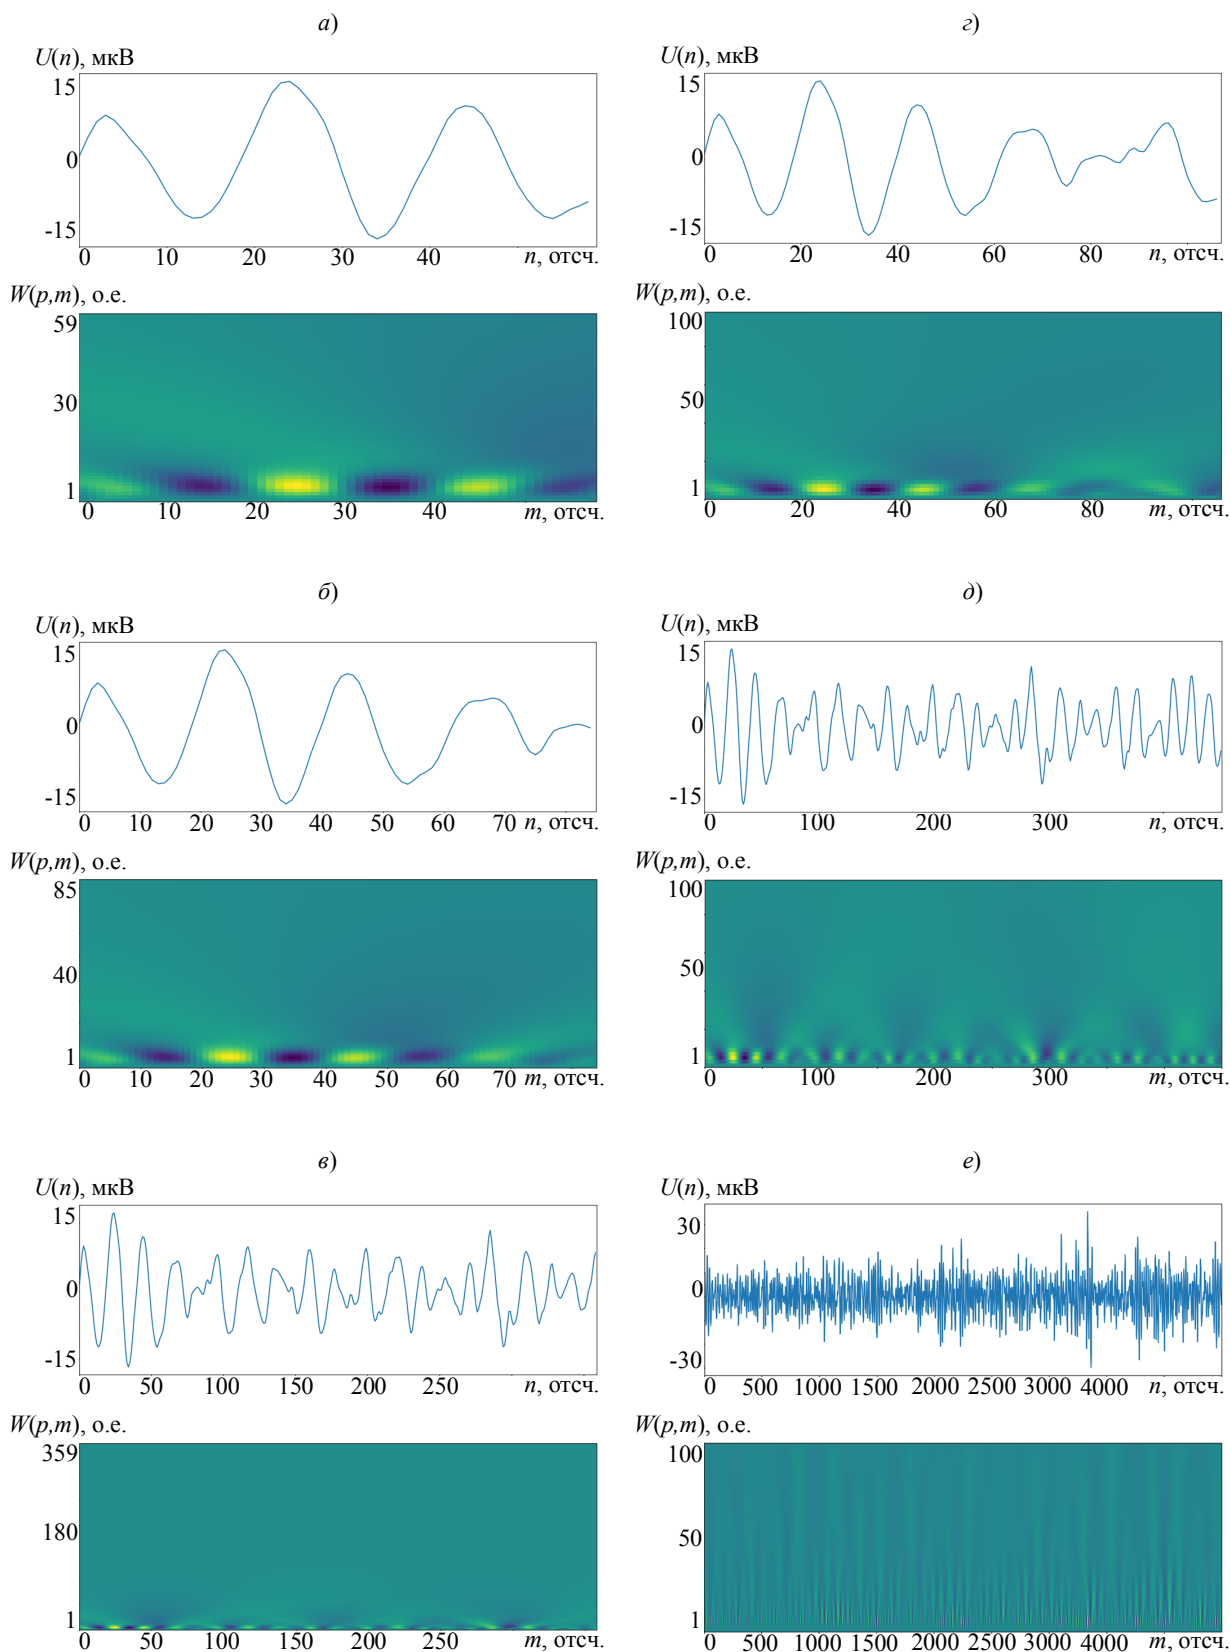 а)
U(n), мкВ
15
0
-15
0 10 20 30 40 n, отсч.
W(p,m), о.е.
59
30
1
0 10 20 30 40 m, отсч.
г)
U(n), мкВ
15
0
-15
0 20 40 60 80 n, отсч.
W(p,m), о.е.
100
50
1
0 20 40 60 80 m, отсч.
б)
U(n), мкВ
15
0
-15
0 10 20 30 40 50 60 70 n, отсч.
W(p,m), о.е.
85
40
1
0 10 20 30 40 50 60 70 m, отсч.
д)
U(n), мкВ
15
0
-15
0 100 200 300 n, отсч.
W(p,m), о.е.
100
50
1
0 100 200 300 m, отсч.
в)
U(n), мкВ
15
0
-15
0 50 100 150 200 250 n, отсч.
W(p,m), о.е.
359
180
1
0 50 100 150 200 250 m, отсч.
е)
U(n), мкВ
30
0
-30
0 500 1000 1500 2000 2500 3000 4000 n, отсч.
W(p,m), о.е.
100
50
1
0 500 1000 1500 2000 2500 3000 4000 m, отсч.